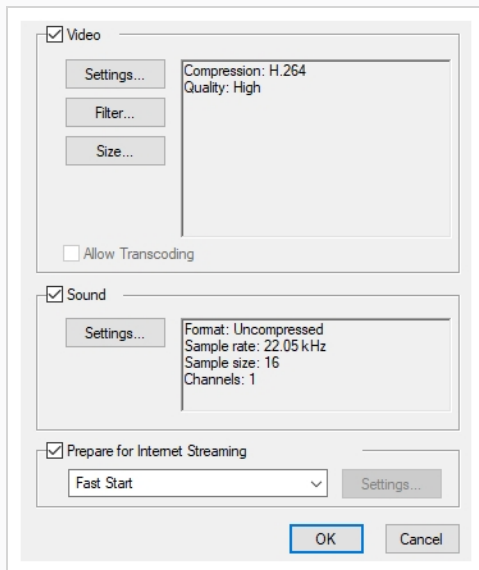 Video
Settings...
Compression: H.264
Quality: High
Filter...
Size...
Allow Transcoding
Sound
Settings...
Format: Uncompressed
Sample rate: 22.05 kHz
Sample size: 16
Channels: 1
Prepare for Internet Streaming
Fast Start
Settings...
OK
Cancel